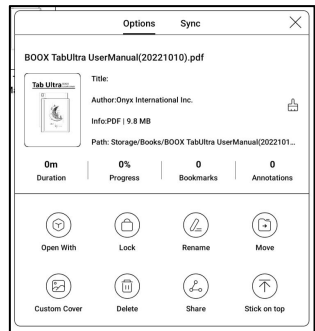 Options Sync
BOOX TabUltra UserManual(20221010).pdf
Tab Ultra
Title:
Author:Onyx International Inc.
Info:PDF | 9.8 MB
Path: Storage/Books/BOOX TabUltra UserManual(2022101...
0m 0% 0 0
Duration Progress Bookmarks Annotations
Open With Lock Rename Move
Custom Cover Delete Share Stick on top